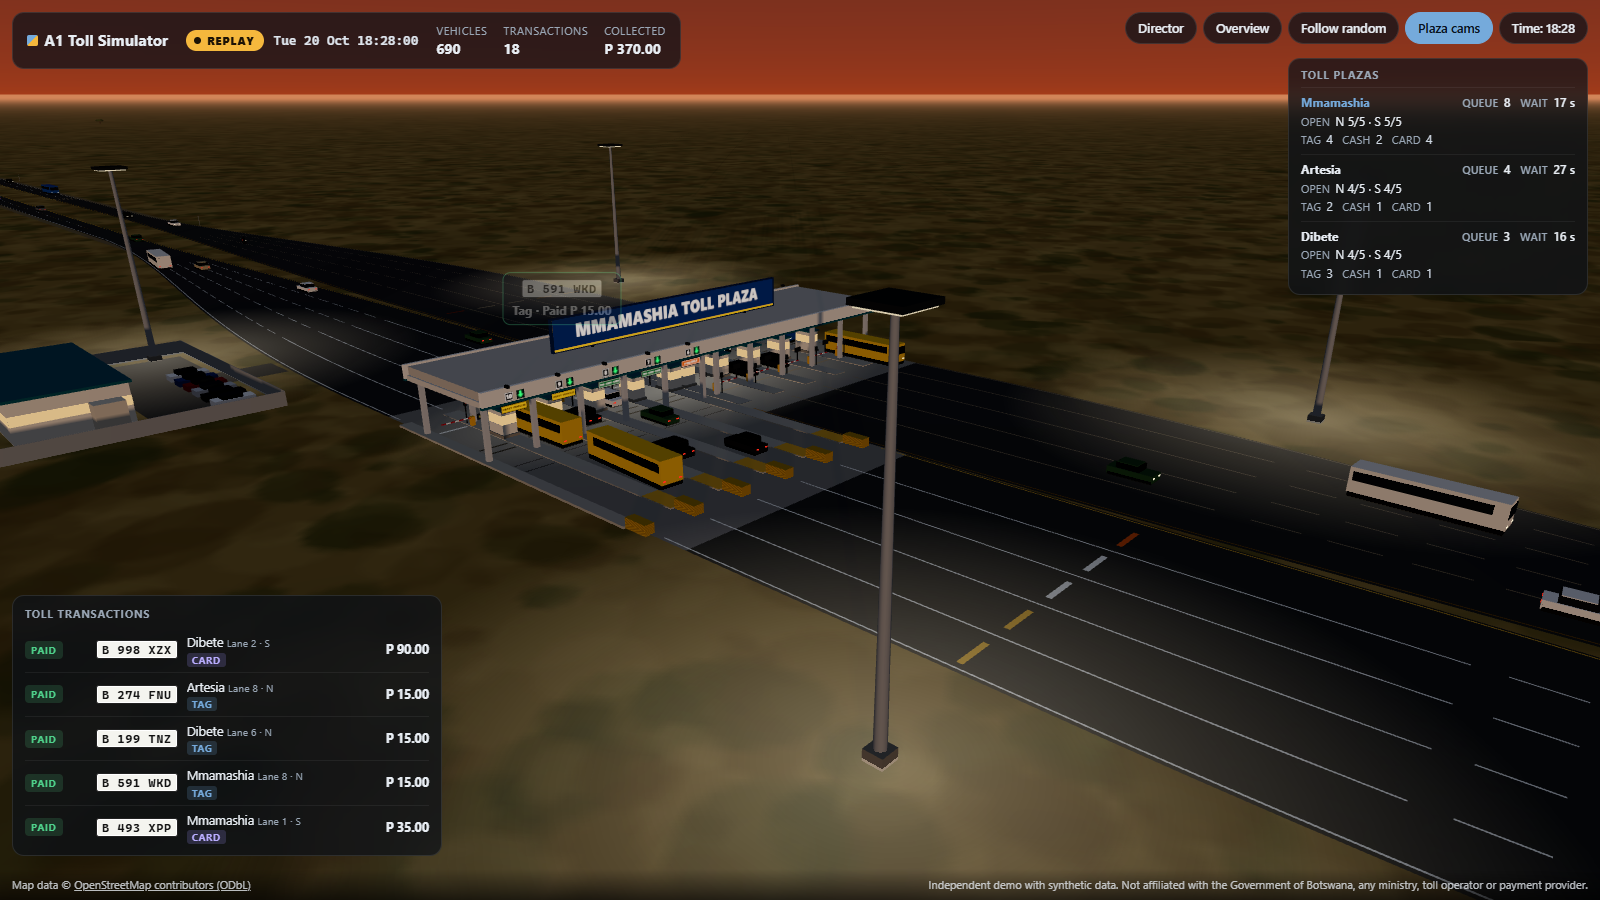 A1 Toll Simulator
REPLAY
Tue 20 Oct 18:28:00
VEHICLES
690
TRANSACTIONS
18
COLLECTED
P 370.00
Director
Overview
Follow random
Plaza cams
Time: 18:28
TOLL PLAZAS
Mmamashia QUEUE 8 WAIT 17 s
OPEN N 5/5 · S 5/5
TAG 4 CASH 2 CARD 4
Artesia QUEUE 4 WAIT 27 s
OPEN N 4/5 · S 4/5
TAG 2 CASH 1 CARD 1
Dibete QUEUE 3 WAIT 16 s
OPEN N 4/5 · S 4/5
TAG 3 CASH 1 CARD 1
B 591 WKD
Tag · Paid P 15.00
MMAMASHIA TOLL PLAZA
TOLL TRANSACTIONS
PAID B 998 XZX Dibete Lane 2 · S CARD P 90.00
PAID B 274 FNU Artesia Lane 8 · N TAG P 15.00
PAID B 199 TNZ Dibete Lane 6 · N TAG P 15.00
PAID B 591 WKD Mmamashia Lane 8 · N TAG P 15.00
PAID B 493 XPP Mmamashia Lane 1 · S CARD P 35.00
Map data © OpenStreetMap contributors (ODbL)
Independent demo with synthetic data. Not affiliated with the Government of Botswana, any ministry, toll operator or payment provider.